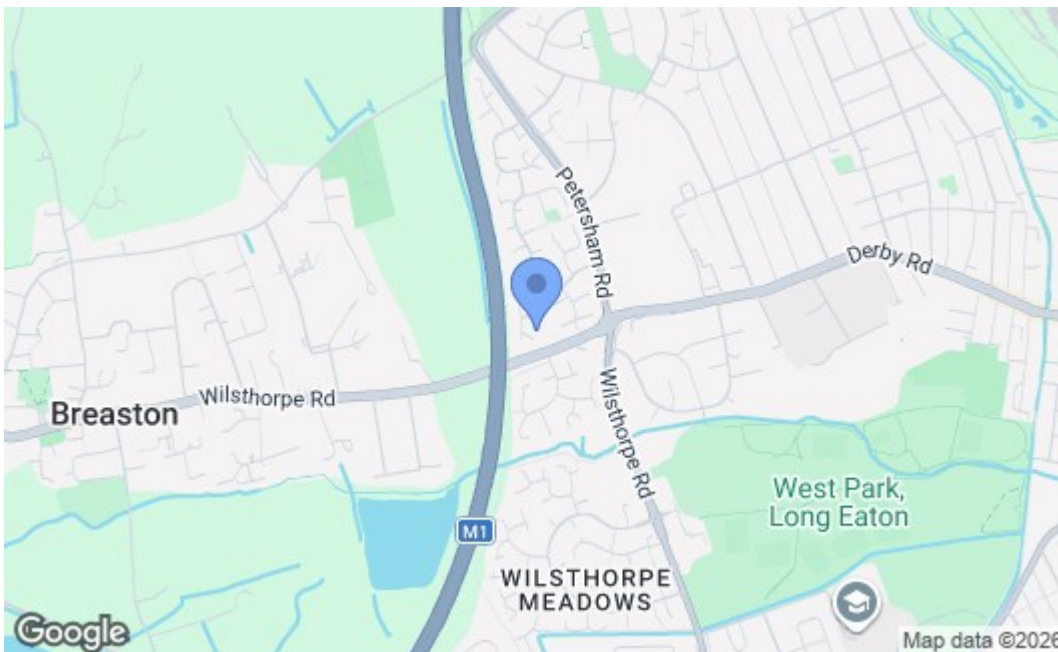 Petersham Rd
Derby Rd
Wilsthorpe Rd
Breaston
Wilsthorpe Rd
West Park,
Long Eaton
M1
WILSTHORPE
MEADOWS
Google
Map data ©2026